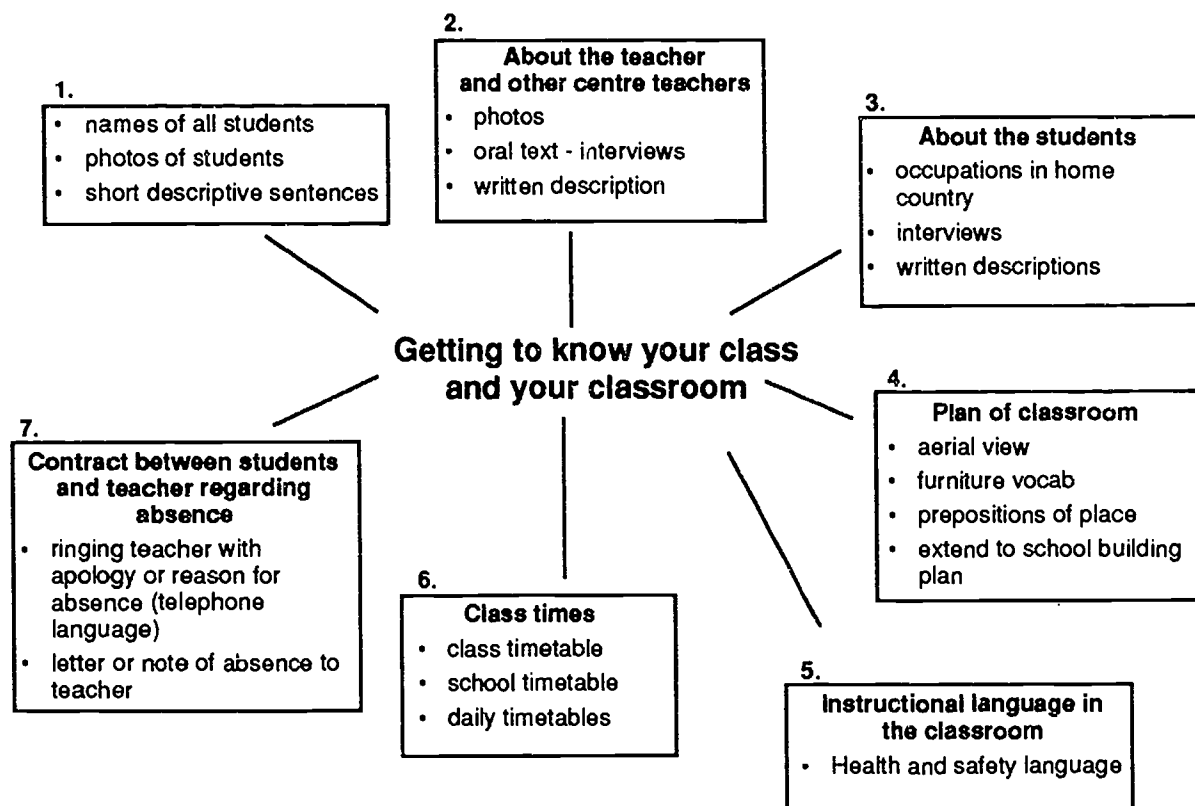 1.
• names of all students
• photos of students
• short descriptive sentences
2.
About the teacher
and other centre teachers
• photos
• oral text - interviews
• written description
3.
About the students
• occupations in home
country
• interviews
• written descriptions
Getting to know your class
and your classroom
4.
Plan of classroom
• aerial view
• furniture vocab
• prepositions of place
• extend to school building
plan
5.
Instructional language in
the classroom
• Health and safety language
6.
Class times
• class timetable
• school timetable
• daily timetables
7.
Contract between students
and teacher regarding
absence
• ringing teacher with
apology or reason for
absence (telephone
language)
• letter or note of absence to
teacher